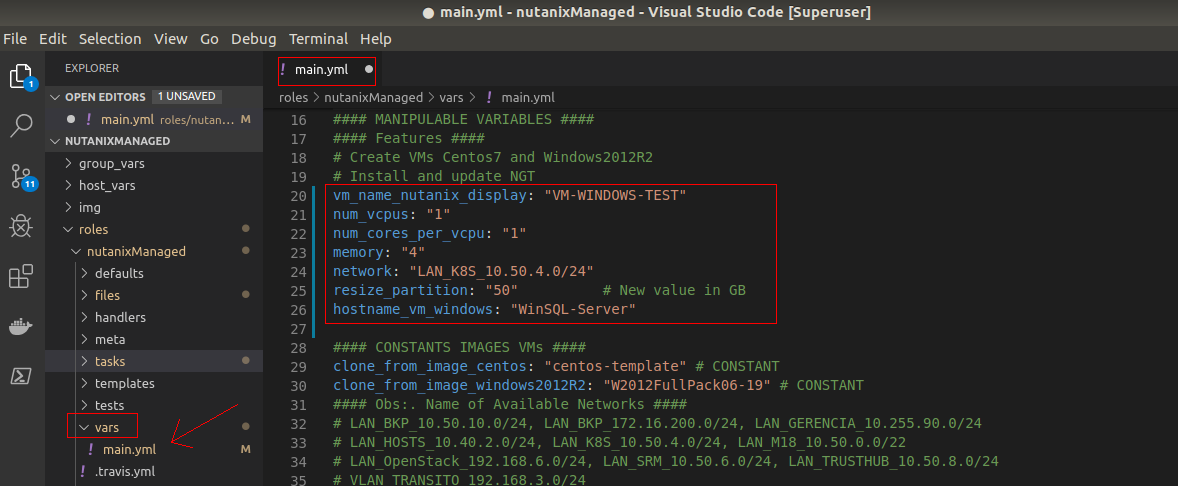 main.yml - nutanixManaged - Visual Studio Code [Superuser]
File Edit Selection View Go Debug Terminal Help
EXPLORER
OPEN EDITORS 1 UNSAVED
! main.yml roles/nutan... M
NUTANIXMANAGED
group_vars
host_vars
img
roles
nutanixManaged
defaults
files
handlers
meta
tasks
templates
tests
vars
! main.yml M
! .travis.yml
1
11
! main.yml
roles > nutanixManaged > vars > ! main.yml
16 #### MANIPULABLE VARIABLES ####
17 #### Features ####
18 # Create VMs Centos7 and Windows2012R2
19 # Install and update NGT
20 vm_name_nutanix_display: "VM-WINDOWS-TEST"
21 num_vcpus: "1"
22 num_cores_per_vcpu: "1"
23 memory: "4"
24 network: "LAN_K8S_10.50.4.0/24"
25 resize_partition: "50" # New value in GB
26 hostname_vm_windows: "WinSQL-Server"
27
28 #### CONSTANTS IMAGES VMs ####
29 clone_from_image_centos: "centos-template" # CONSTANT
30 clone_from_image_windows2012R2: "W2012FullPack06-19" # CONSTANT
31 #### Obs:. Name of Available Networks ####
32 # LAN_BKP_10.50.10.0/24, LAN_BKP_172.16.200.0/24, LAN_GERENCIA_10.255.90.0/24
33 # LAN_HOSTS_10.40.2.0/24, LAN_K8S_10.50.4.0/24, LAN_M18_10.50.0.0/22
34 # LAN_OpenStack_192.168.6.0/24, LAN_SRM_10.50.6.0/24, LAN_TRUSTHUB_10.50.8.0/24
35 # VLAN_TRANSITO_192.168.3.0/24